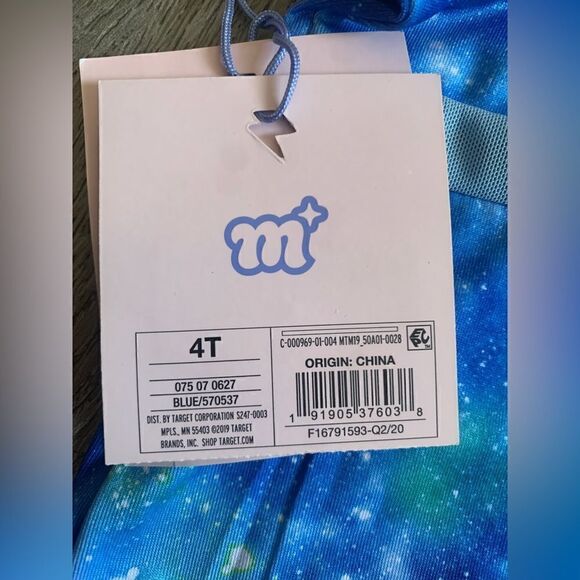 m
4T
075 07 0627
BLUE/570537
DIST. BY TARGET CORPORATION S247-0003
MPLS., MN 55403 ©2019 TARGET
BRANDS, INC. SHOP TARGET.COM
C-000969-01-004 MTM19_50A01-0028
EPC™
ORIGIN: CHINA
1 91905 37603 8
F16791593-Q2/20